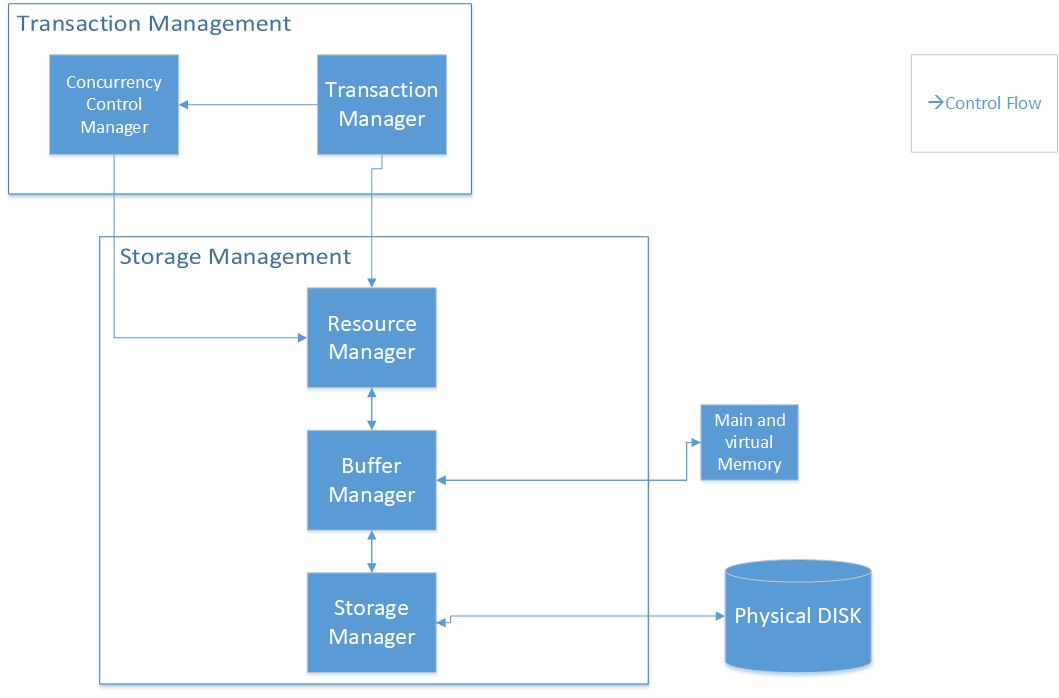 Transaction Management
Concurrency
Control
Manager
Transaction
Manager
→Control Flow
Storage Management
Resource
Manager
Buffer
Manager
Main and
virtual
Memory
Storage
Manager
Physical DISK